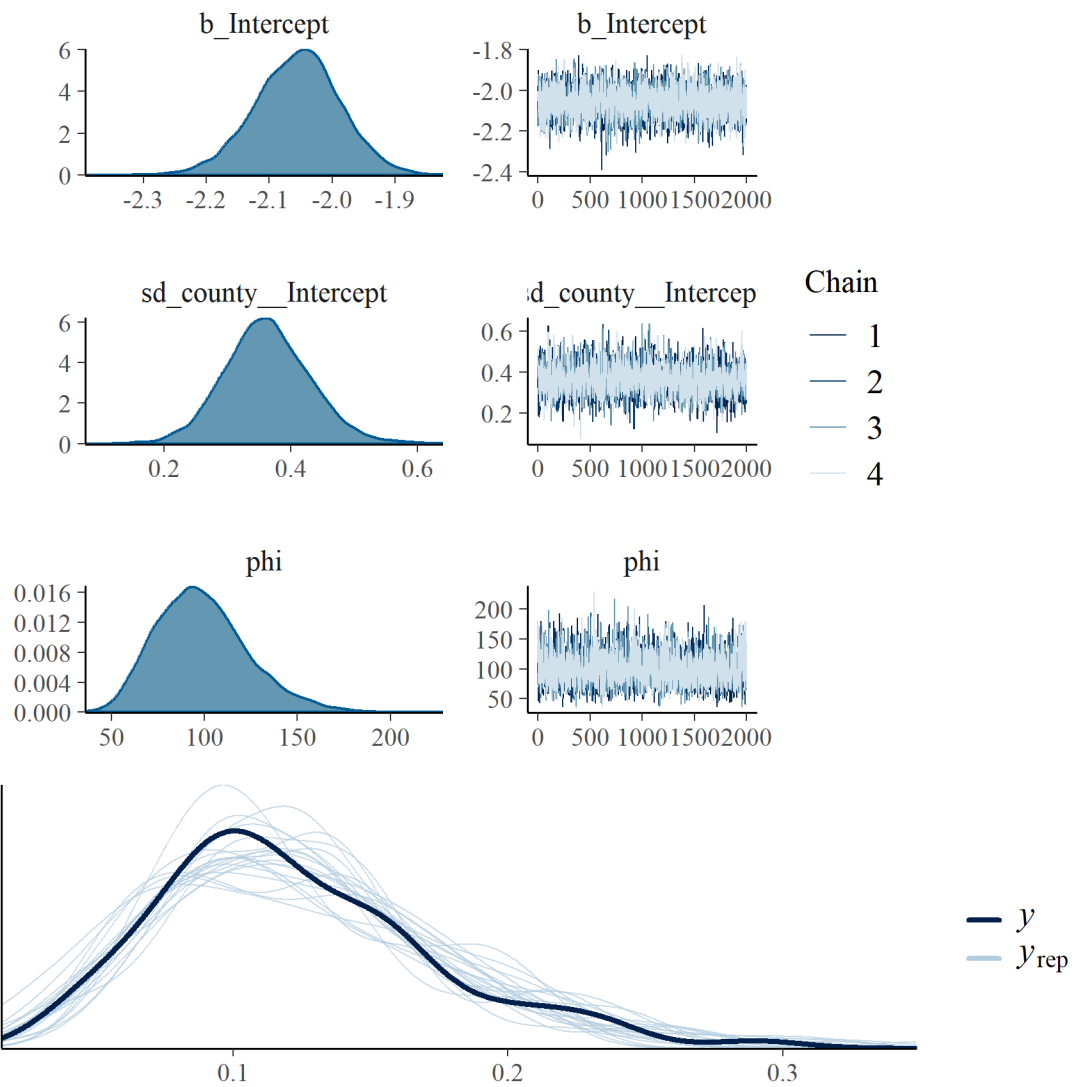 b_Intercept
6
4
2
0
-2.3 -2.2 -2.1 -2.0 -1.9
b_Intercept
-1.8
-2.0
-2.2
-2.4
0 500 1000 1500 2000
sd_county__Intercept
6
4
2
0
0.2 0.4 0.6
sd_county__Intercep
0.6
0.4
0.2
0 500 1000 1500 2000
Chain
1
2
3
4
phi
0.016
0.012
0.008
0.004
0.000
50 100 150 200
phi
200
150
100
50
0 500 1000 1500 2000
y
yrep
0.1 0.2 0.3